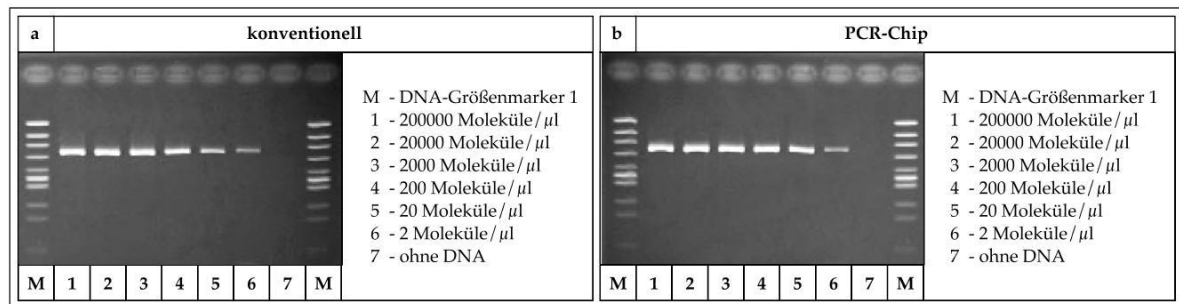 a konventionell
M - DNA-Größenmarker 1
1 - 200000 Moleküle/µl
2 - 20000 Moleküle/µl
3 - 2000 Moleküle/µl
4 - 200 Moleküle/µl
5 - 20 Moleküle/µl
6 - 2 Moleküle/µl
7 - ohne DNA
M 1 2 3 4 5 6 7 M
b PCR-Chip
M - DNA-Größenmarker 1
1 - 200000 Moleküle/µl
2 - 20000 Moleküle/µl
3 - 2000 Moleküle/µl
4 - 200 Moleküle/µl
5 - 20 Moleküle/µl
6 - 2 Moleküle/µl
7 - ohne DNA
M 1 2 3 4 5 6 7 M